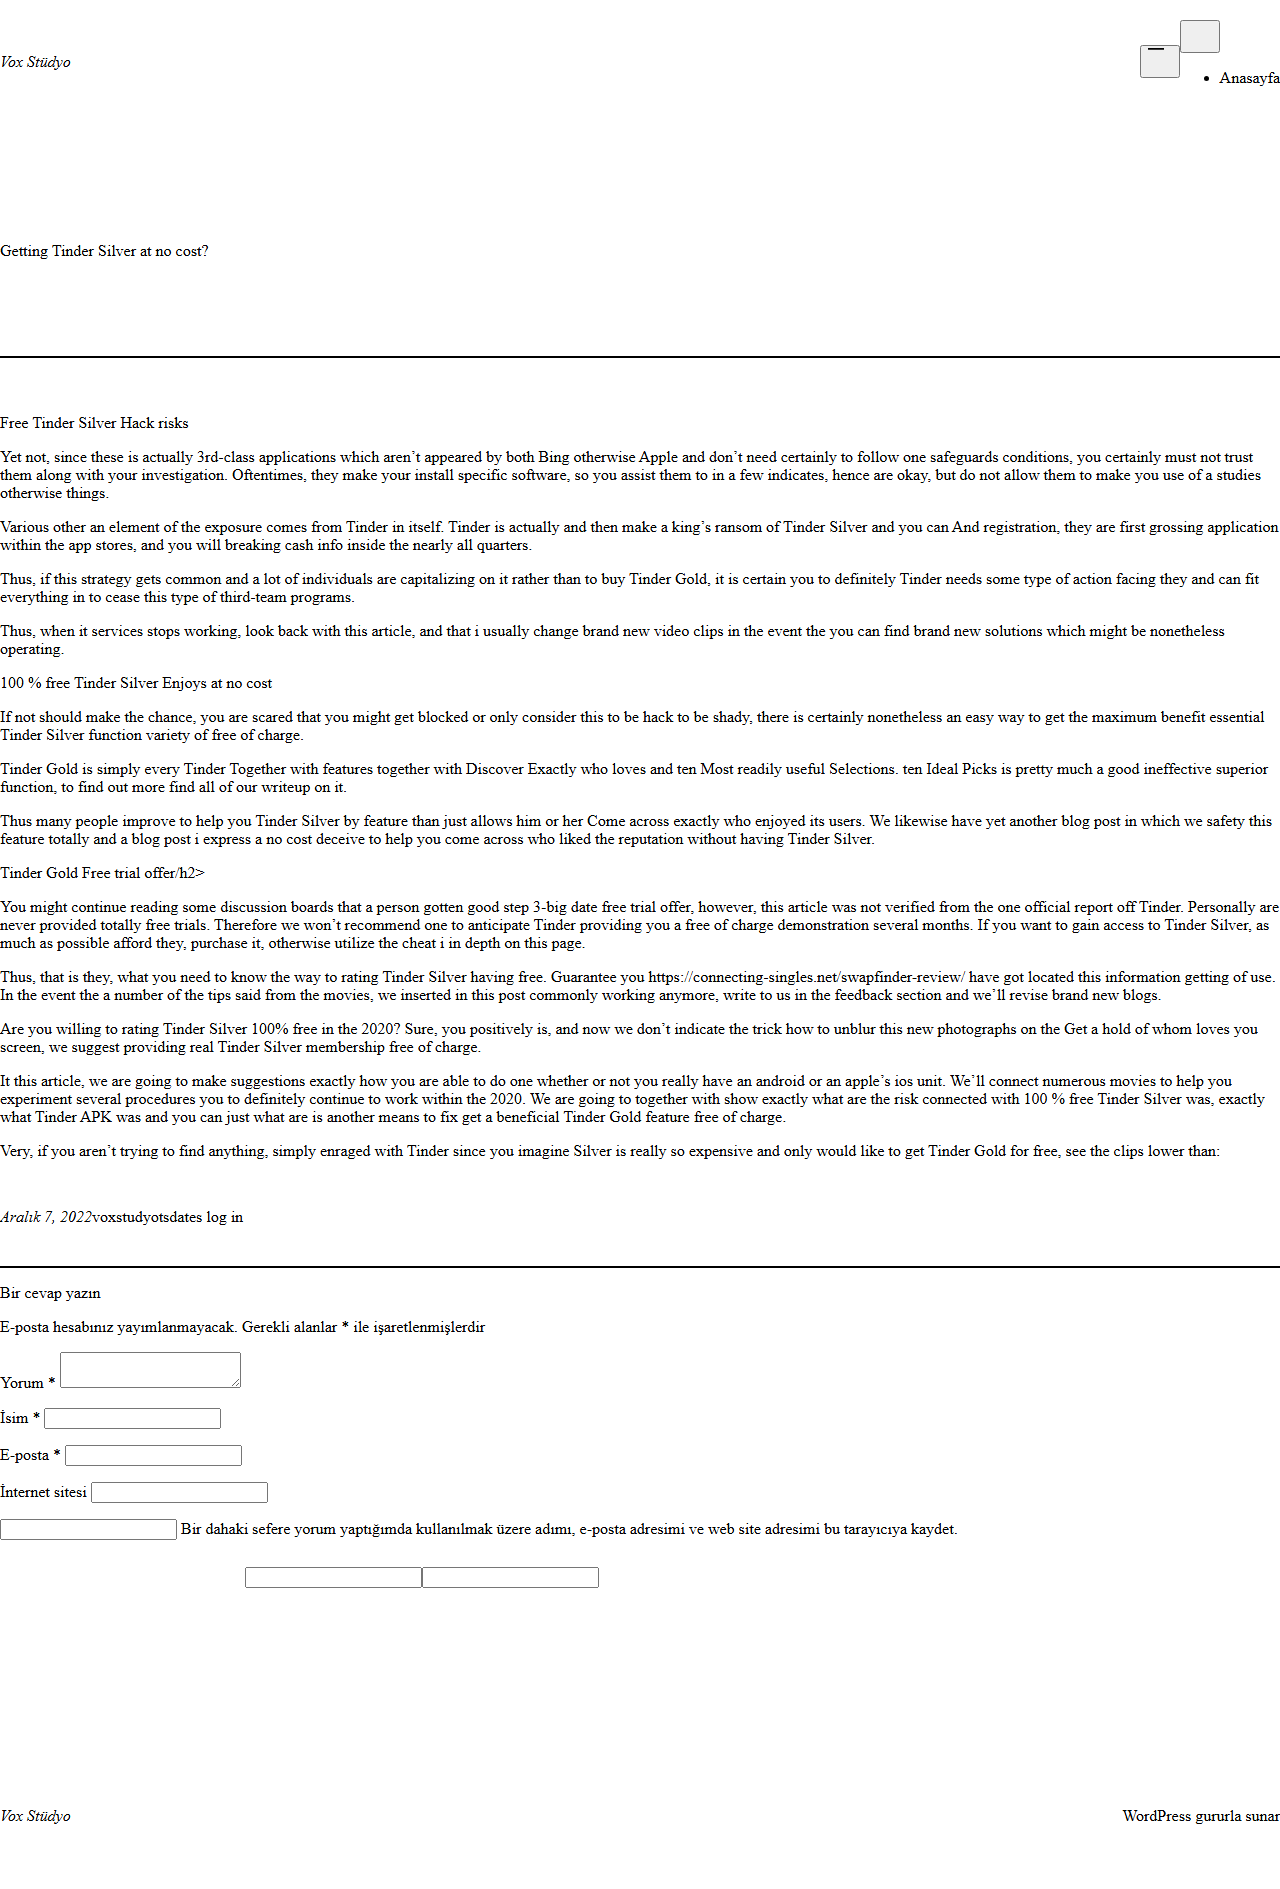 Vox Stüdyo
Anasayfa
Getting Tinder Silver at no cost?
Free Tinder Silver Hack risks
Yet not, since these is actually 3rd-class applications which aren’t appeared by both Bing otherwise Apple and don’t need certainly to follow one safeguards conditions, you certainly must not trust
them along with your investigation. Oftentimes, they make your install specific software, so you assist them to in a few indicates, hence are okay, but do not allow them to make you use of a studies
otherwise things.
Various other an element of the exposure comes from Tinder in itself. Tinder is actually and then make a king’s ransom of Tinder Silver and you can And registration, they are first grossing application
within the app stores, and you will breaking cash info inside the nearly all quarters.
Thus, if this strategy gets common and a lot of individuals are capitalizing on it rather than to buy Tinder Gold, it is certain you to definitely Tinder needs some type of action facing they and can fit
everything in to cease this type of third-team programs.
Thus, when it services stops working, look back with this article, and that i usually change brand new video clips in the event the you can find brand new solutions which might be nonetheless
operating.
100 % free Tinder Silver Enjoys at no cost
If not should make the chance, you are scared that you might get blocked or only consider this to be hack to be shady, there is certainly nonetheless an easy way to get the maximum benefit essential
Tinder Silver function variety of free of charge.
Tinder Gold is simply every Tinder Together with features together with Discover Exactly who loves and ten Most readily useful Selections. ten Ideal Picks is pretty much a good ineffective superior
function, to find out more find all of our writeup on it.
Thus many people improve to help you Tinder Silver by feature than just allows him or her Come across exactly who enjoyed its users. We likewise have yet another blog post in which we safety this
feature totally and a blog post i express a no cost deceive to help you come across who liked the reputation without having Tinder Silver.
Tinder Gold Free trial offer/h2>
You might continue reading some discussion boards that a person gotten good step 3-big date free trial offer, however, this article was not verified from the one official report off Tinder. Personally are
never provided totally free trials. Therefore we won’t recommend one to anticipate Tinder providing you a free of charge demonstration several months. If you want to gain access to Tinder Silver, as
much as possible afford they, purchase it, otherwise utilize the cheat i in depth on this page.
Thus, that is they, what you need to know the way to rating Tinder Silver having free. Guarantee you https://connecting-singles.net/swapfinder-review/ have got located this information getting of use.
In the event the a number of the tips said from the movies, we inserted in this post commonly working anymore, write to us in the feedback section and we’ll revise brand new blogs.
Are you willing to rating Tinder Silver 100% free in the 2020? Sure, you positively is, and now we don’t indicate the trick how to unblur this new photographs on the Get a hold of whom loves you
screen, we suggest providing real Tinder Silver membership free of charge.
It this article, we are going to make suggestions exactly how you are able to do one whether or not you really have an android or an apple’s ios unit. We’ll connect numerous movies to help you
experiment several procedures you to definitely continue to work within the 2020. We are going to together with show exactly what are the risk connected with 100 % free Tinder Silver was, exactly
what Tinder APK was and you can just what are is another means to fix get a beneficial Tinder Gold feature free of charge.
Very, if you aren’t trying to find anything, simply enraged with Tinder since you imagine Silver is really so expensive and only would like to get Tinder Gold for free, see the clips lower than:
Aralık 7, 2022voxstudyotsdates log in
Bir cevap yazın
E-posta hesabınız yayımlanmayacak. Gerekli alanlar * ile işaretlenmişlerdir
Yorum *
İsim *
E-posta *
İnternet sitesi
Bir dahaki sefere yorum yaptığımda kullanılmak üzere adımı, e-posta adresimi ve web site adresimi bu tarayıcıya kaydet.
Vox Stüdyo
WordPress gururla sunar